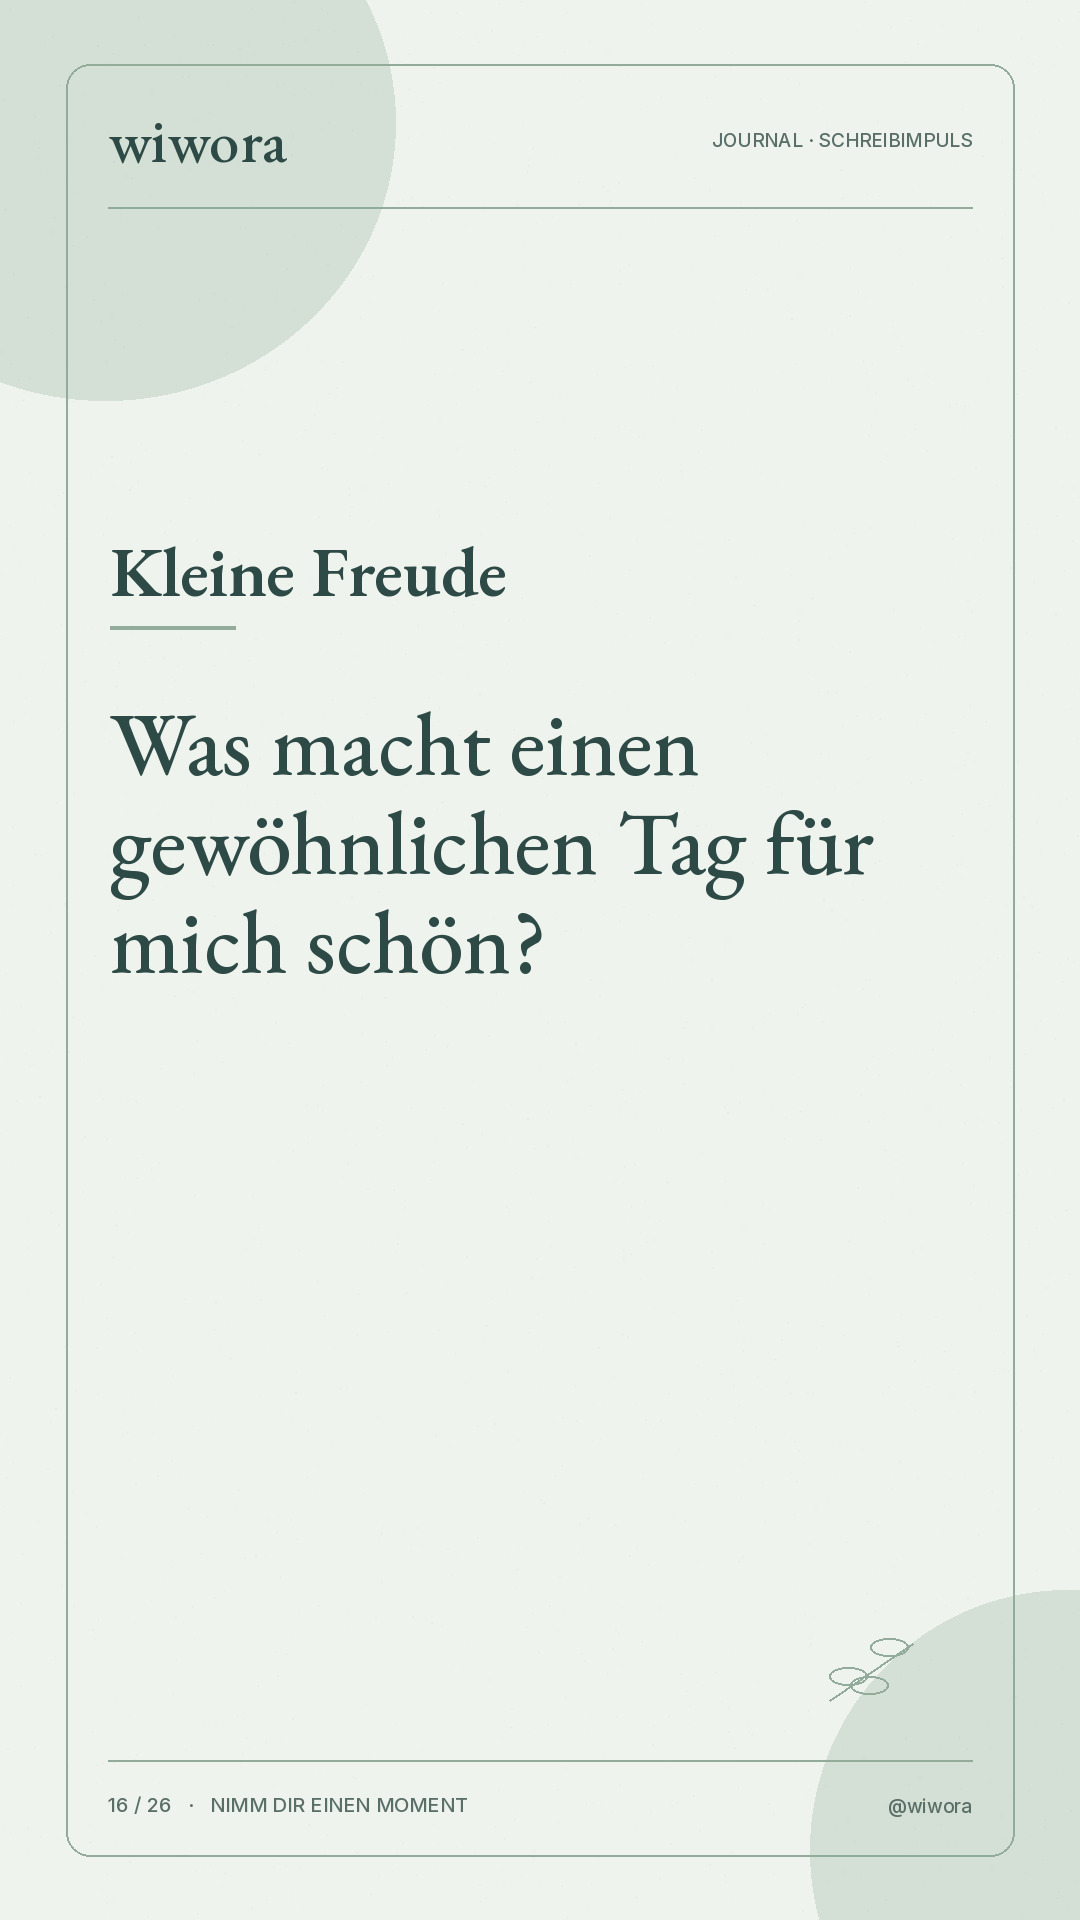 wiwora
JOURNAL · SCHREIBIMPULS
Kleine Freude
Was macht einen
gewöhnlichen Tag für
mich schön?
16 / 26 · NIMM DIR EINEN MOMENT
@wiwora